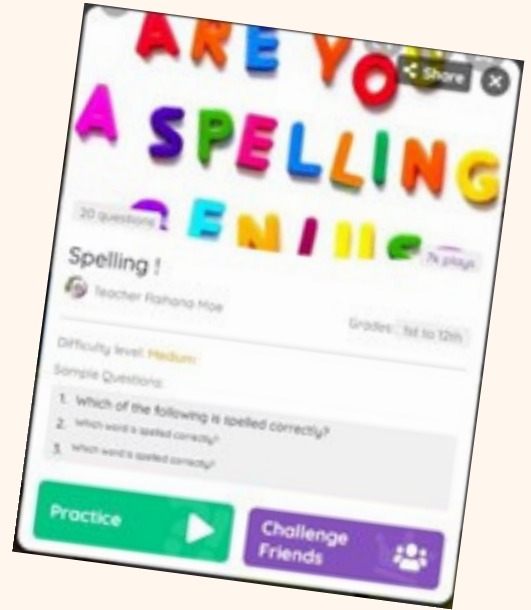 ARE YOU
Share
A SPELLING
GENIUS
20 questions
7k plays
Spelling !
Teacher Raihana Moe
Grades: 1st to 12th
Difficulty level: Medium
Sample Questions:
1. Which of the following is spelled correctly?
2. Which word is spelled correctly?
3. Which word is spelled correctly?
Practice
Challenge
Friends